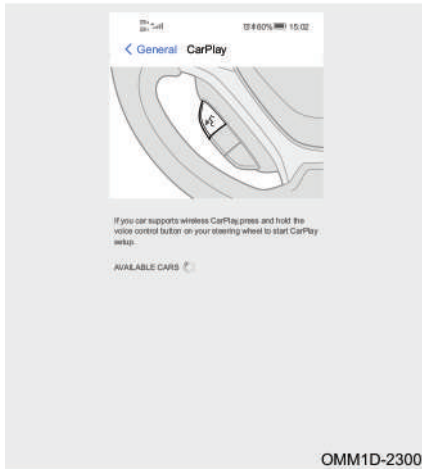 60% 15:02
General CarPlay
If you car supports wireless CarPlay,press and hold the
voice control button on your steering wheel to start CarPlay
setup.
AVAILABLE CARS
OMM1D-2300